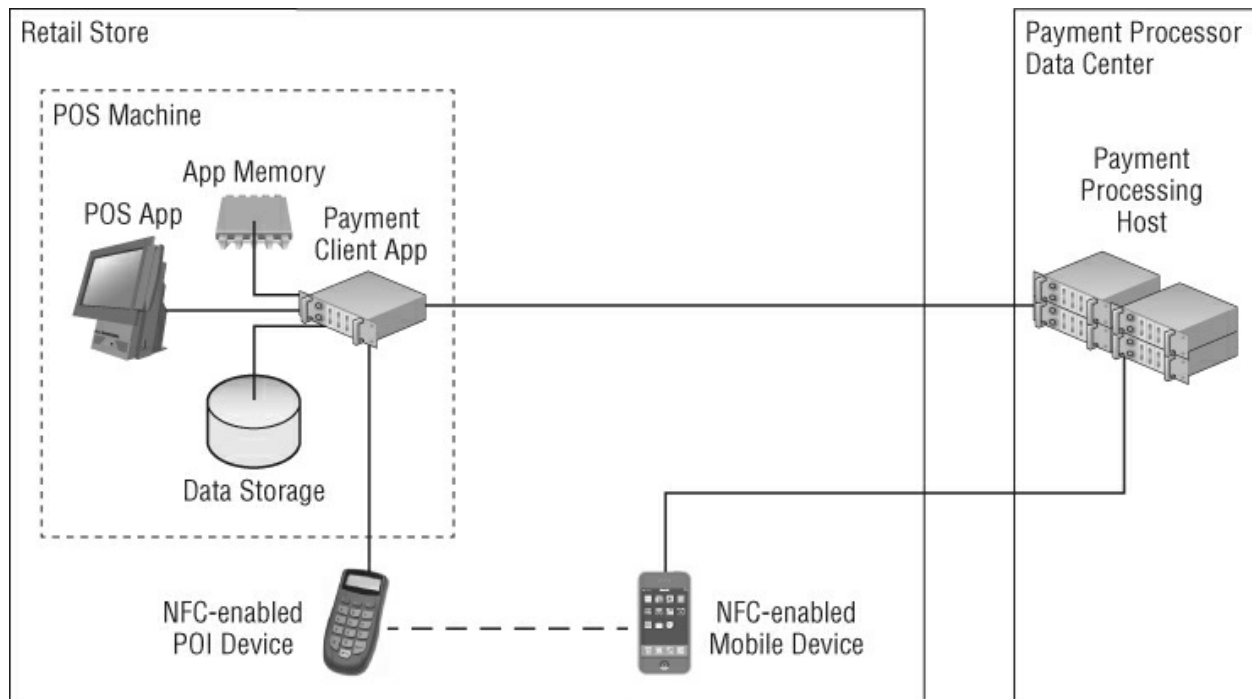 Retail Store
POS Machine
App Memory
POS App
Payment
Client App
Data Storage
NFC-enabled
POI Device
NFC-enabled
Mobile Device
Payment Processor
Data Center
Payment
Processing
Host